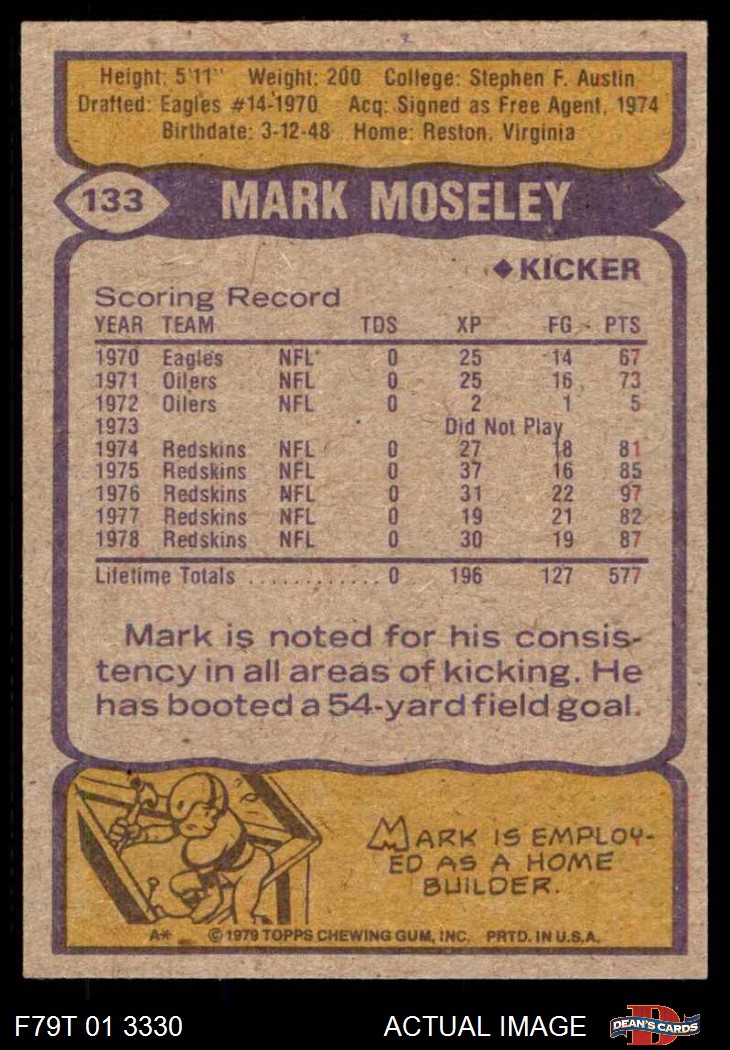 Height: 5'11" Weight: 200 College: Stephen F. Austin
Drafted: Eagles #14-1970 Acq: Signed as Free Agent, 1974
Birthdate: 3-12-48 Home: Reston, Virginia
133 MARK MOSELEY
◆KICKER
Scoring Record
YEAR TEAM TDS XP FG PTS
1970 Eagles NFL 0 25 14 67
1971 Oilers NFL 0 25 16 73
1972 Oilers NFL 0 2 1 5
1973 Did Not Play
1974 Redskins NFL 0 27 18 81
1975 Redskins NFL 0 37 16 85
1976 Redskins NFL 0 31 22 97
1977 Redskins NFL 0 19 21 82
1978 Redskins NFL 0 30 19 87
Lifetime Totals ............ 0 196 127 577
Mark is noted for his consis-
tency in all areas of kicking. He
has booted a 54-yard field goal.
MARK IS EMPLOY-
ED AS A HOME
BUILDER.
A* © 1979 TOPPS CHEWING GUM, INC. PRTD. IN U.S.A.
F79T 01 3330 ACTUAL IMAGE D DEAN'S CARDS